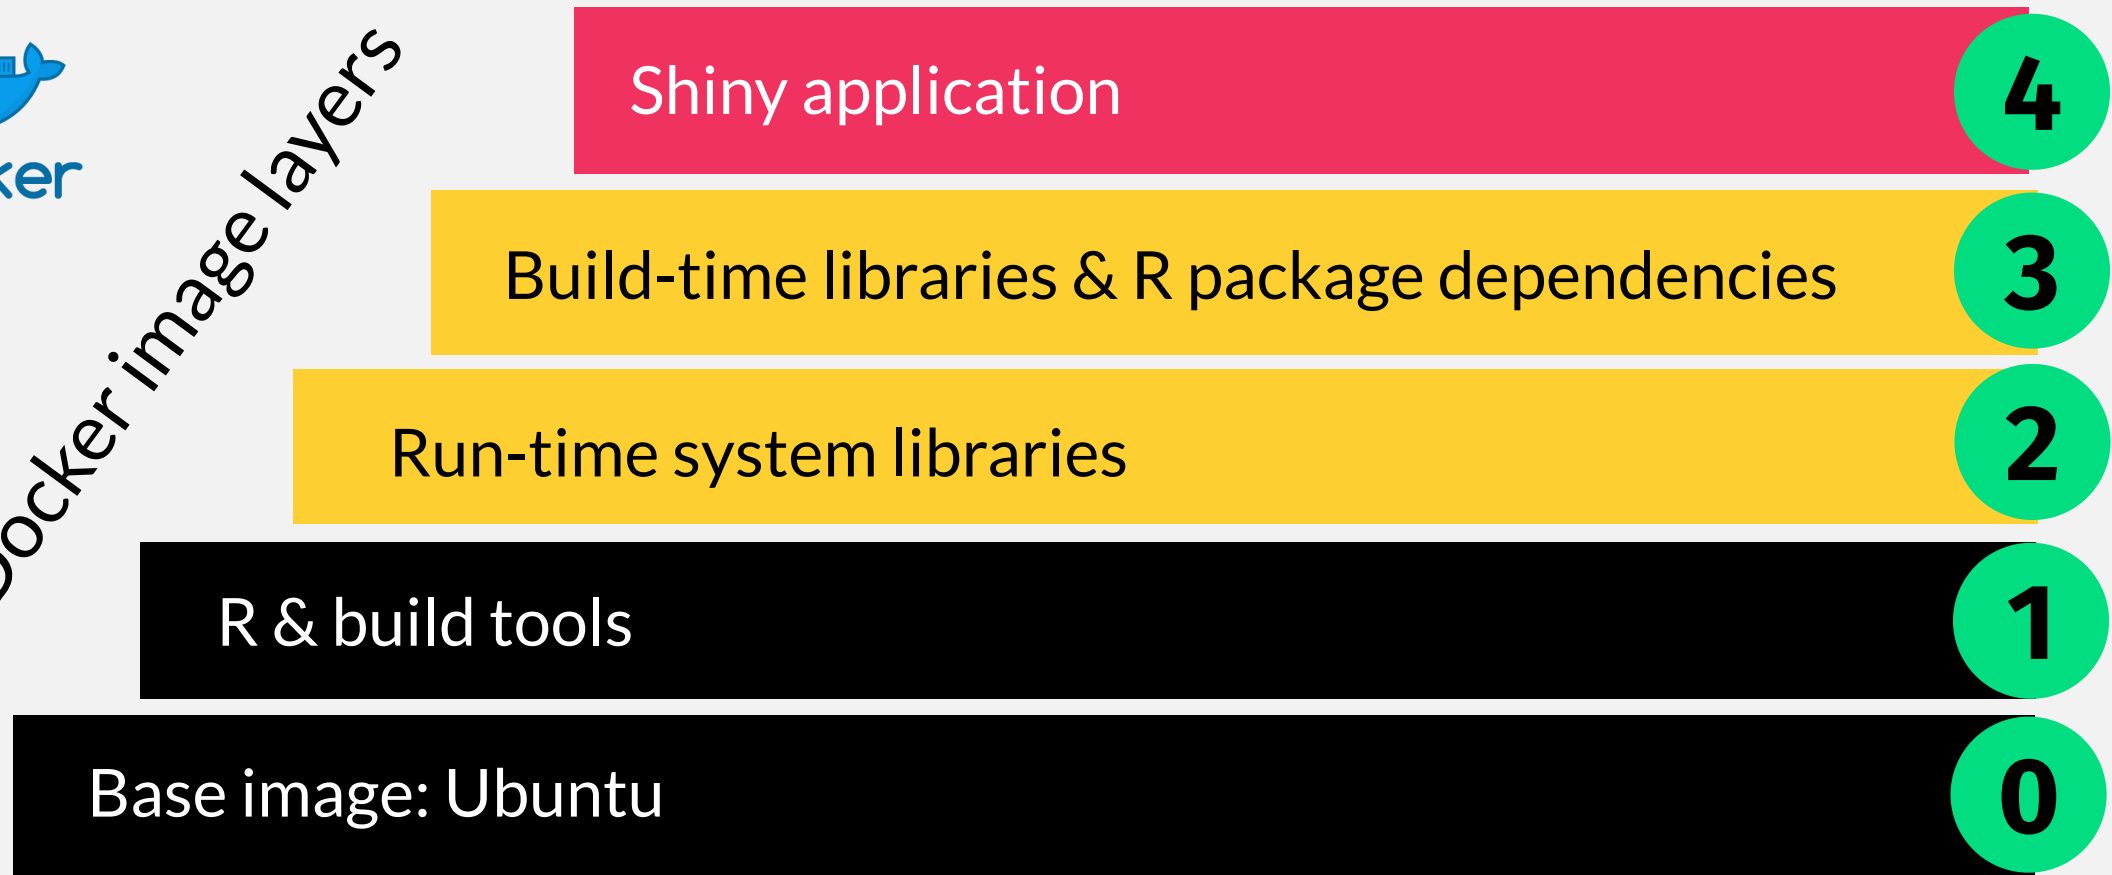 Docker image layers
Shiny application
4
Build-time libraries & R package dependencies
3
Run-time system libraries
2
R & build tools
1
Base image: Ubuntu
0